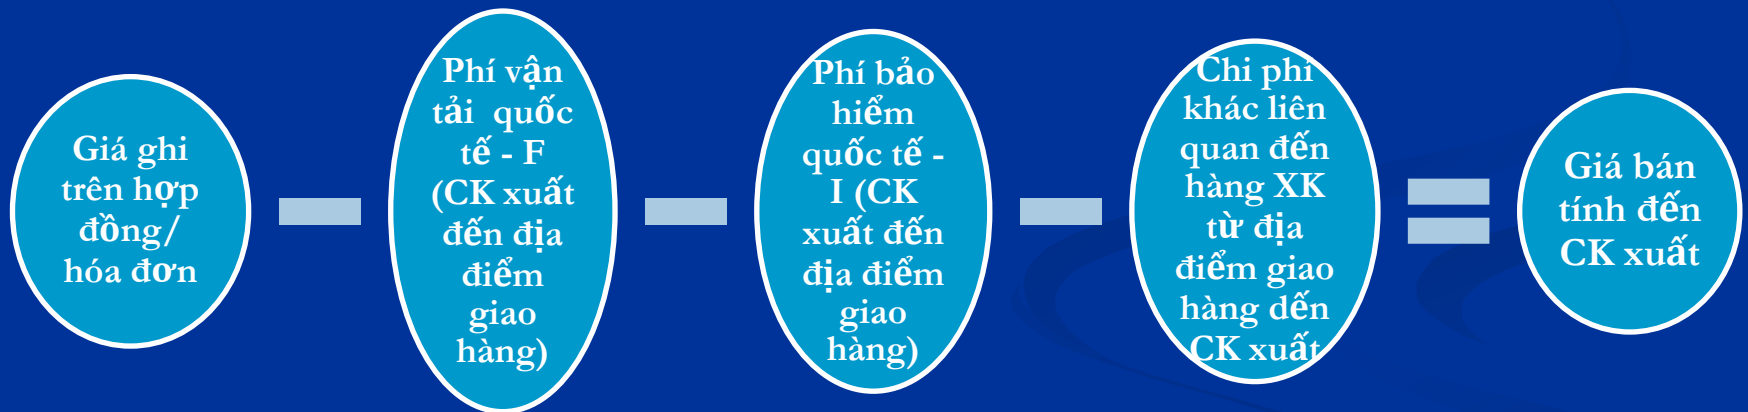 Giá ghi
trên hợp
đồng/
hóa đơn
Phí vận
tải quốc
tế - F
(CK xuất
đến địa
điểm
giao
hàng)
Phí bảo
hiểm
quốc tế -
I (CK
xuất đến
địa điểm
giao
hàng)
Chi phí
khác liên
quan đến
hàng XK
từ địa
điểm giao
hàng dến
CK xuất
Giá bán
tính đến
CK xuất